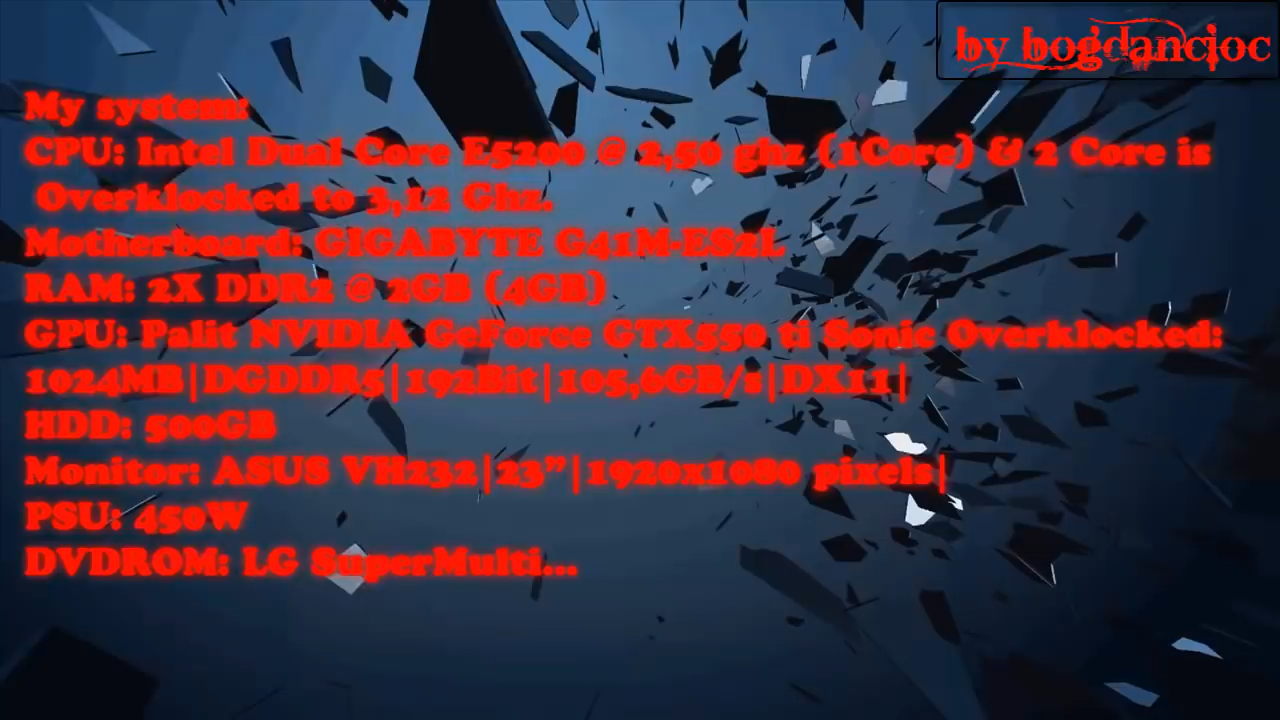 by bogdancioc
My system:
CPU: Intel Dual Core E5200 @ 2,50 ghz (1Core) & 2 Core is
Overklocked to 3,12 Ghz.
Motherboard: GIGABYTE G41M-ES2L
RAM: 2X DDR2 @ 2GB (4GB)
GPU: Palit NVIDIA GeForce GTX550 ti Sonic Overklocked:
1024MB|DGDDR5|192Bit|105,6GB/s|DX11|
HDD: 500GB
Monitor: ASUS VH232|23”|1920x1080 pixels|
PSU: 450W
DVDROM: LG SuperMulti...